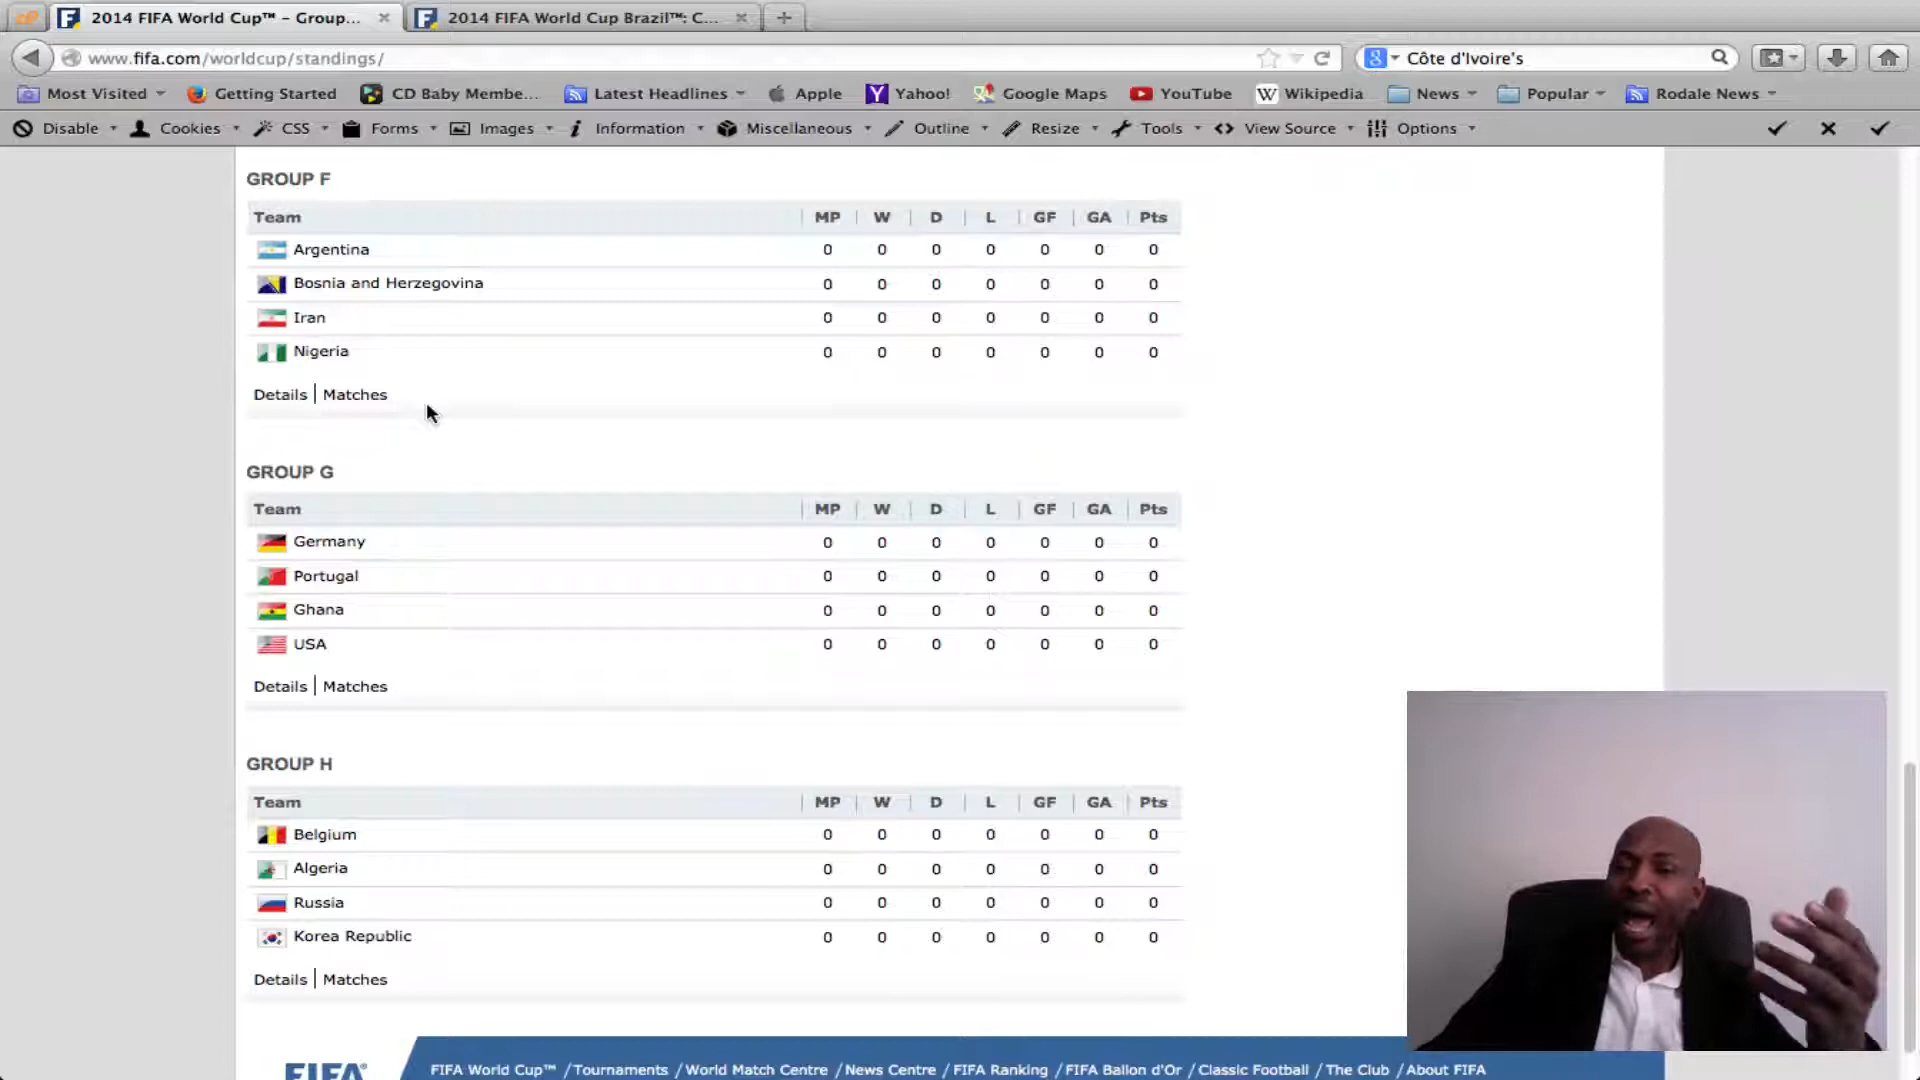 2014 FIFA World Cup™ – Group...
2014 FIFA World Cup Brazil™: C...
www.fifa.com/worldcup/standings/
Côte d'Ivoire's
Most Visited
Getting Started
CD Baby Membe...
Latest Headlines
Apple
Yahoo!
Google Maps
YouTube
Wikipedia
News
Popular
Rodale News
Disable
Cookies
CSS
Forms
Images
Information
Miscellaneous
Outline
Resize
Tools
View Source
Options
GROUP F
Team MP W D L GF GA Pts
Argentina 0 0 0 0 0 0 0
Bosnia and Herzegovina 0 0 0 0 0 0 0
Iran 0 0 0 0 0 0 0
Nigeria 0 0 0 0 0 0 0
Details | Matches
GROUP G
Team MP W D L GF GA Pts
Germany 0 0 0 0 0 0 0
Portugal 0 0 0 0 0 0 0
Ghana 0 0 0 0 0 0 0
USA 0 0 0 0 0 0 0
Details | Matches
GROUP H
Team MP W D L GF GA Pts
Belgium 0 0 0 0 0 0 0
Algeria 0 0 0 0 0 0 0
Russia 0 0 0 0 0 0 0
Korea Republic 0 0 0 0 0 0 0
Details | Matches
FIFA®
FIFA World Cup™ / Tournaments / World Match Centre / News Centre / FIFA Ranking / FIFA Ballon d'Or / Classic Football / The Club / About FIFA